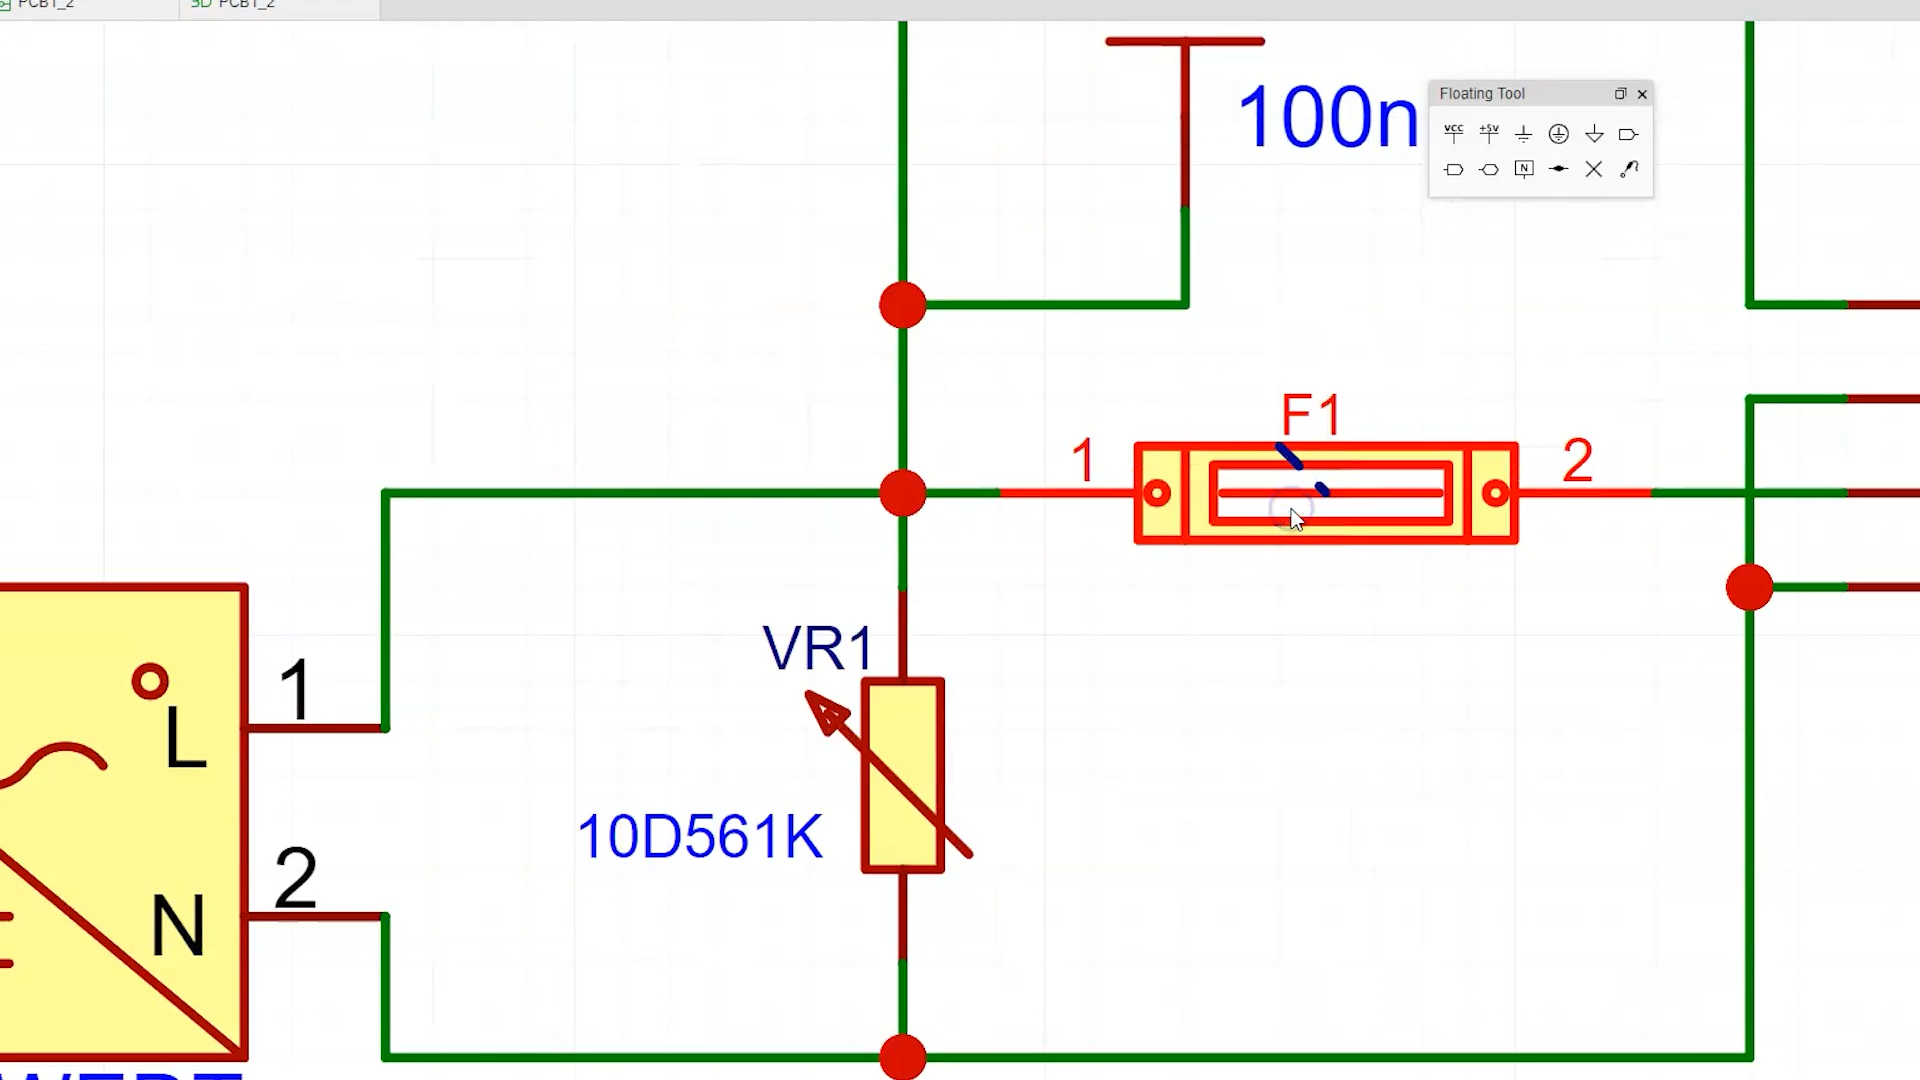 PCB1_2
3D PCB1_2
Floating Tool
VCC
+5V
N
100n
F1
1
2
VR1
10D561K
1
L
2
N